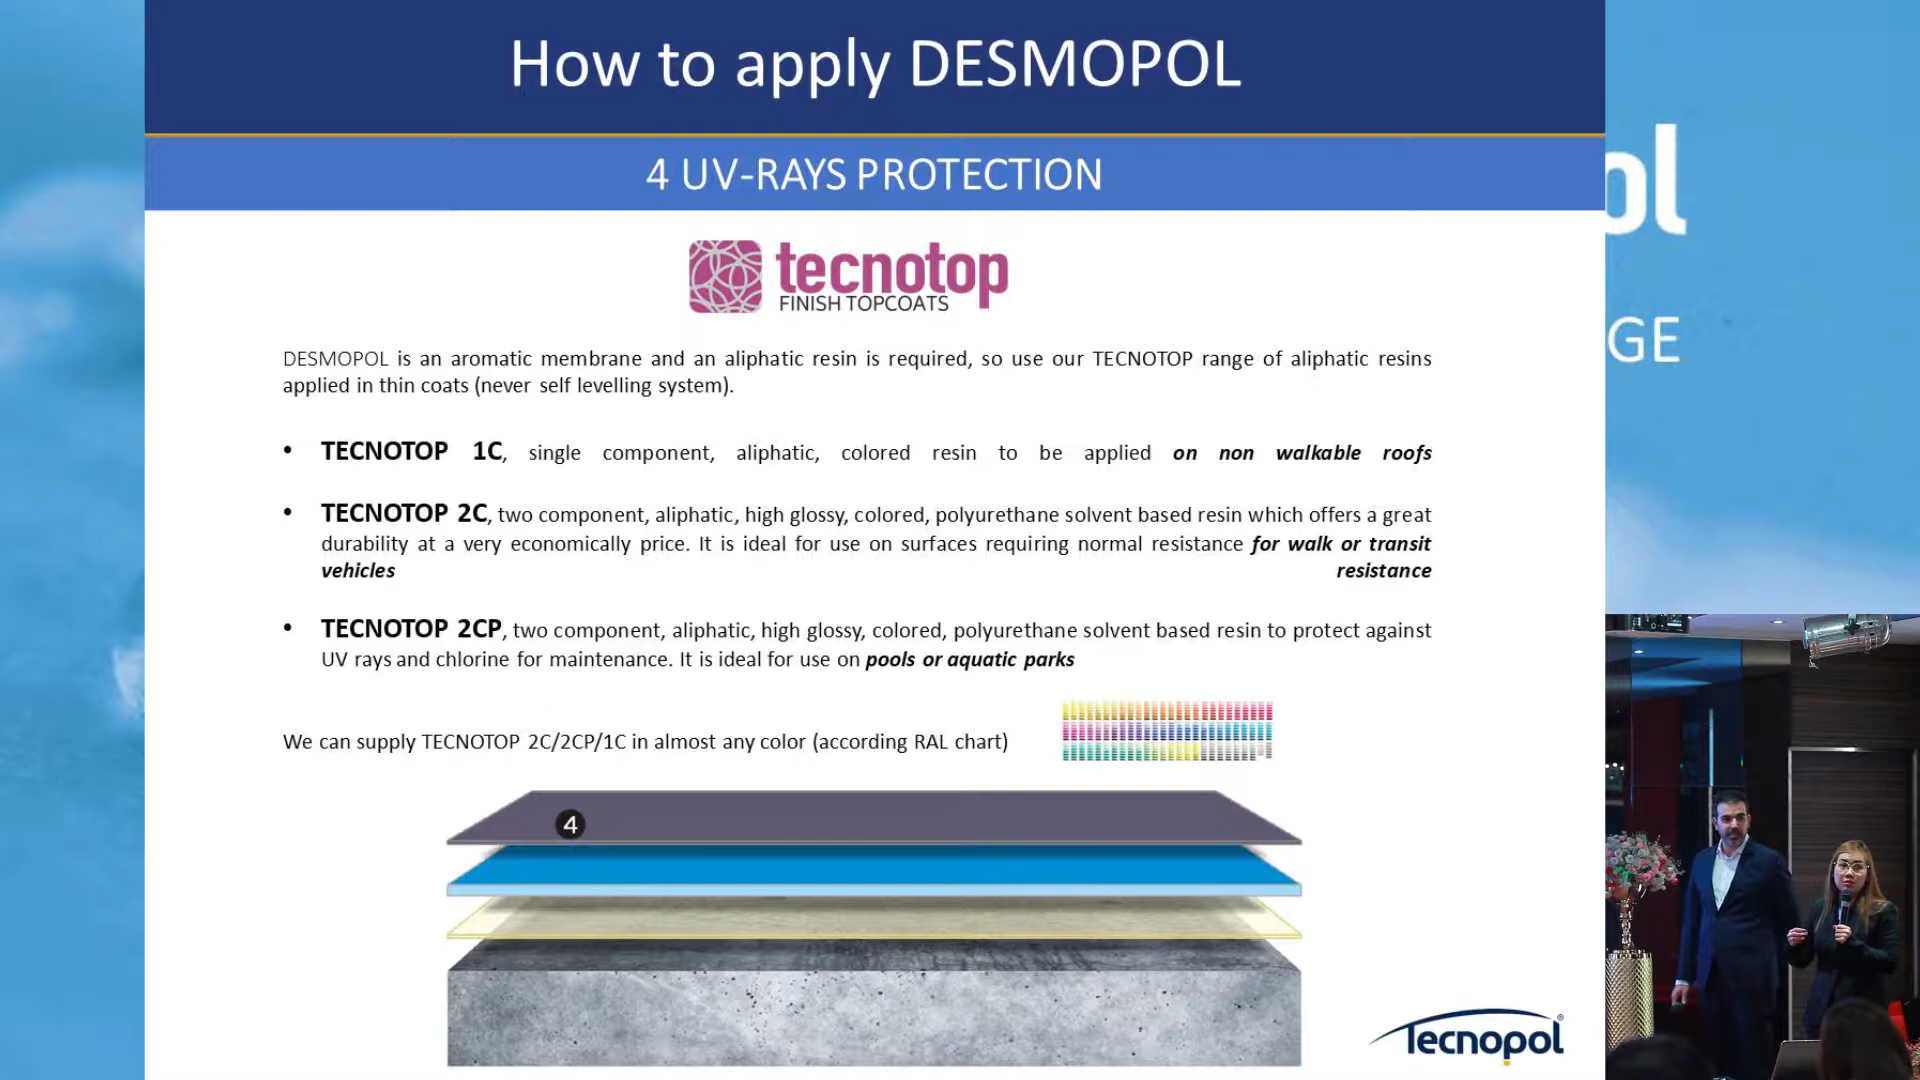 How to apply DESMOPOL
4 UV-RAYS PROTECTION
ol
GE
tecnotop
FINISH TOPCOATS
DESMOPOL is an aromatic membrane and an aliphatic resin is required, so use our TECNOTOP range of aliphatic resins
applied in thin coats (never self levelling system).
• TECNOTOP 1C, single component, aliphatic, colored resin to be applied on non walkable roofs
• TECNOTOP 2C, two component, aliphatic, high glossy, colored, polyurethane solvent based resin which offers a great
durability at a very economically price. It is ideal for use on surfaces requiring normal resistance for walk or transit
vehicles resistance
• TECNOTOP 2CP, two component, aliphatic, high glossy, colored, polyurethane solvent based resin to protect against
UV rays and chlorine for maintenance. It is ideal for use on pools or aquatic parks
We can supply TECNOTOP 2C/2CP/1C in almost any color (according RAL chart)
4
Tecnopol®